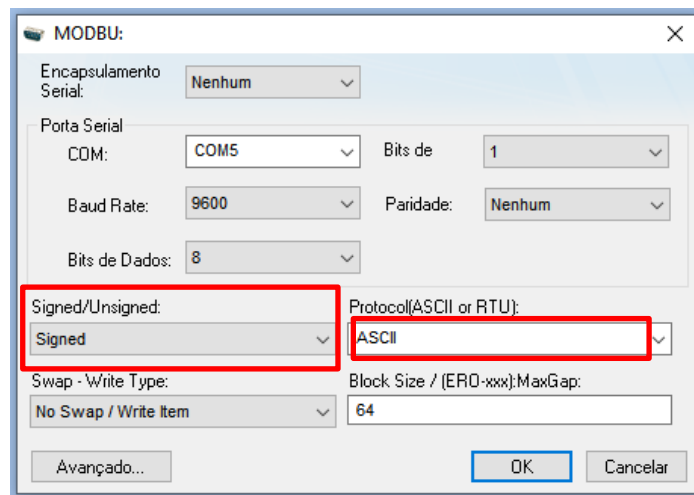 MODBU:
Encapsulamento
Serial:
Nenhum
Porta Serial
COM:
COM5
Bits de
1
Baud Rate:
9600
Paridade:
Nenhum
Bits de Dados:
8
Signed/Unsigned:
Protocol(ASCII or RTU):
Signed
ASCII
Swap - Write Type:
Block Size / (ERO-xxx):MaxGap:
No Swap / Write Item
64
Avançado...
OK
Cancelar